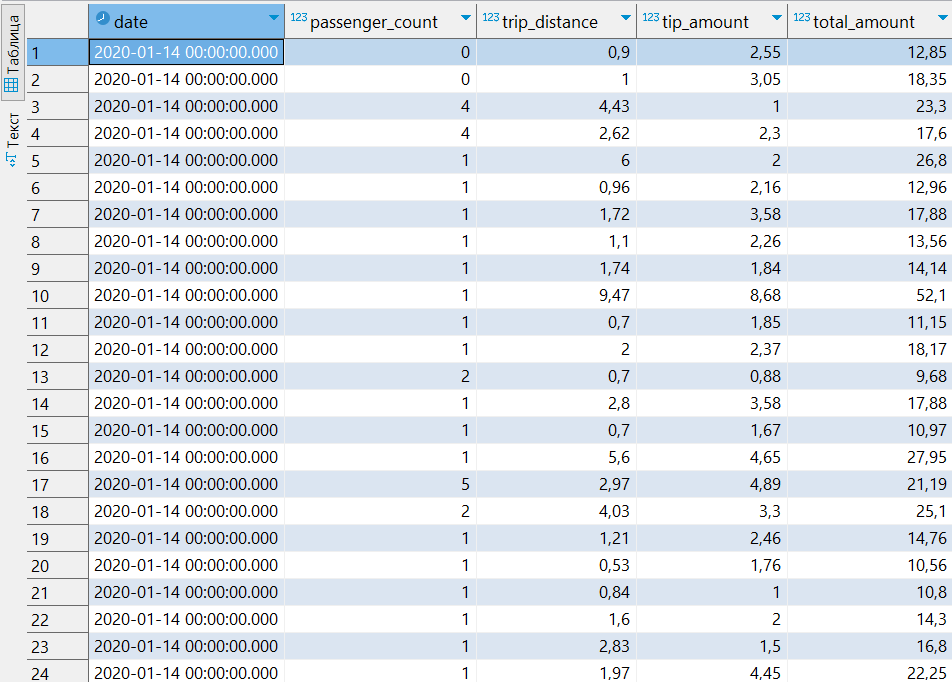 Таблица
Текст
date 123 passenger_count 123 trip_distance 123 tip_amount 123 total_amount
1 2020-01-14 00:00:00.000 0 0,9 2,55 12,85
2 2020-01-14 00:00:00.000 0 1 3,05 18,35
3 2020-01-14 00:00:00.000 4 4,43 1 23,3
4 2020-01-14 00:00:00.000 4 2,62 2,3 17,6
5 2020-01-14 00:00:00.000 1 6 2 26,8
6 2020-01-14 00:00:00.000 1 0,96 2,16 12,96
7 2020-01-14 00:00:00.000 1 1,72 3,58 17,88
8 2020-01-14 00:00:00.000 1 1,1 2,26 13,56
9 2020-01-14 00:00:00.000 1 1,74 1,84 14,14
10 2020-01-14 00:00:00.000 1 9,47 8,68 52,1
11 2020-01-14 00:00:00.000 1 0,7 1,85 11,15
12 2020-01-14 00:00:00.000 1 2 2,37 18,17
13 2020-01-14 00:00:00.000 2 0,7 0,88 9,68
14 2020-01-14 00:00:00.000 1 2,8 3,58 17,88
15 2020-01-14 00:00:00.000 1 0,7 1,67 10,97
16 2020-01-14 00:00:00.000 1 5,6 4,65 27,95
17 2020-01-14 00:00:00.000 5 2,97 4,89 21,19
18 2020-01-14 00:00:00.000 2 4,03 3,3 25,1
19 2020-01-14 00:00:00.000 1 1,21 2,46 14,76
20 2020-01-14 00:00:00.000 1 0,53 1,76 10,56
21 2020-01-14 00:00:00.000 1 0,84 1 10,8
22 2020-01-14 00:00:00.000 1 1,6 2 14,3
23 2020-01-14 00:00:00.000 1 2,83 1,5 16,8
24 2020-01-14 00:00:00.000 1 1,97 4,45 22,25